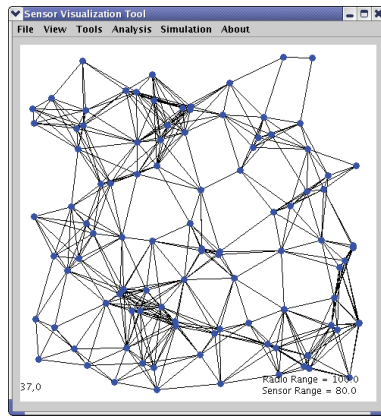 Sensor Visualization Tool
File View Tools Analysis Simulation About
37,0
Radio Range = 100.0
Sensor Range = 80.0